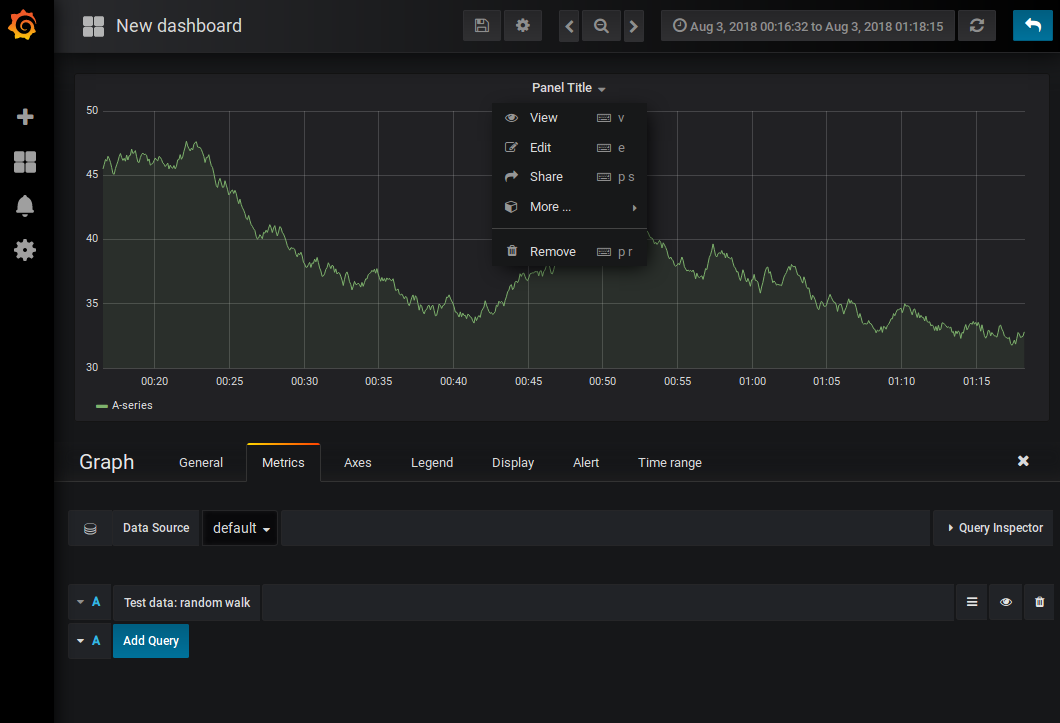 New dashboard
Aug 3, 2018 00:16:32 to Aug 3, 2018 01:18:15
Panel Title
View v
Edit e
Share p s
More ...
Remove p r
50
45
40
35
30
00:20 00:25 00:30 00:35 00:40 00:45 00:50 00:55 01:00 01:05 01:10 01:15
A-series
Graph General Metrics Axes Legend Display Alert Time range
Data Source default Query Inspector
A Test data: random walk
A Add Query